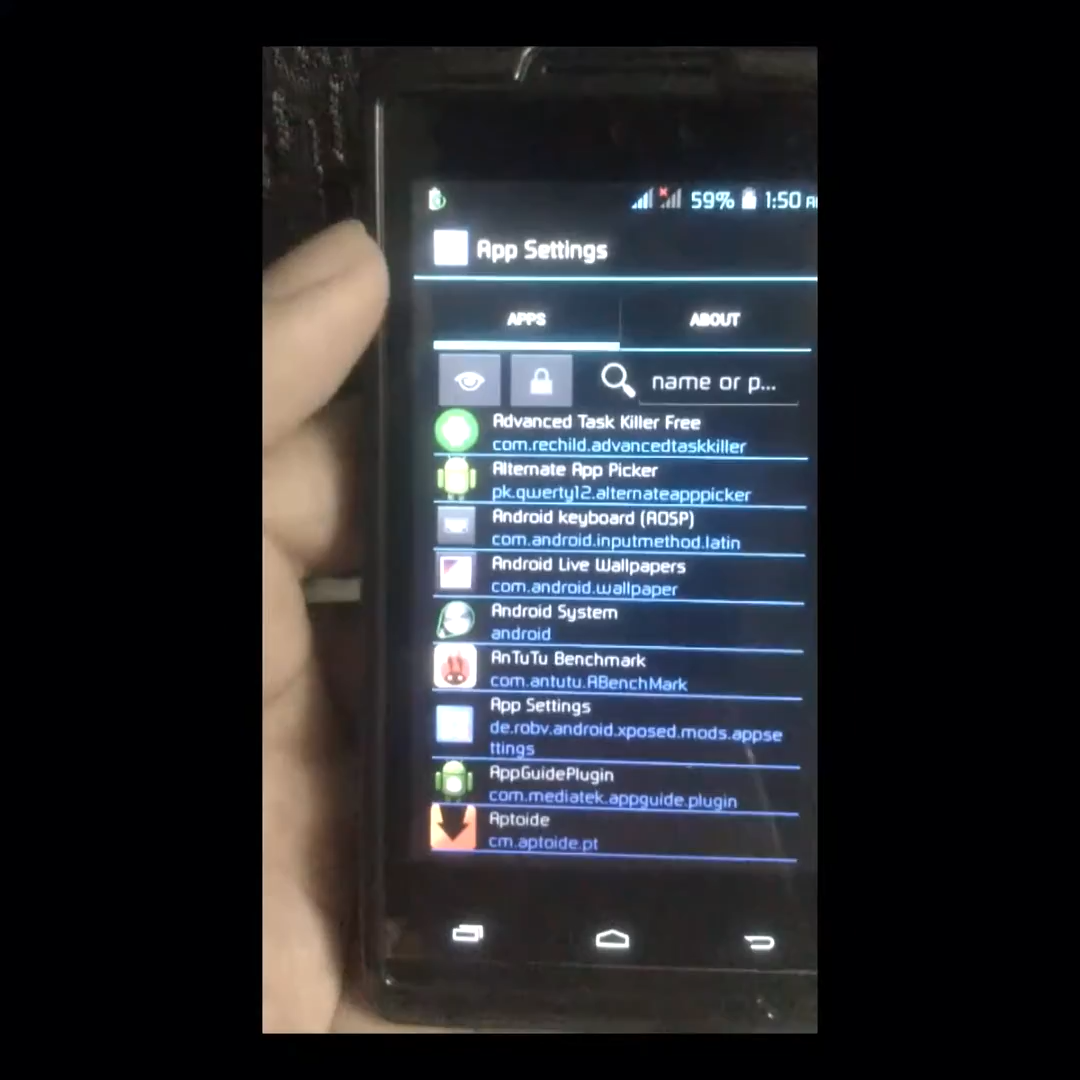 59% 1:50
App Settings
APPS ABOUT
name or p...
Advanced Task Killer Free
com.rechild.advancedtaskkiller
Alternate App Picker
pk.qwerty12.alternateapppicker
Android keyboard (AOSP)
com.android.inputmethod.latin
Android Live Wallpapers
com.android.wallpaper
Android System
android
AnTuTu Benchmark
com.antutu.ABenchMark
App Settings
de.robv.android.xposed.mods.appse
ttings
AppGuidePlugin
com.mediatek.appguide.plugin
Aptoide
cm.aptoide.pt